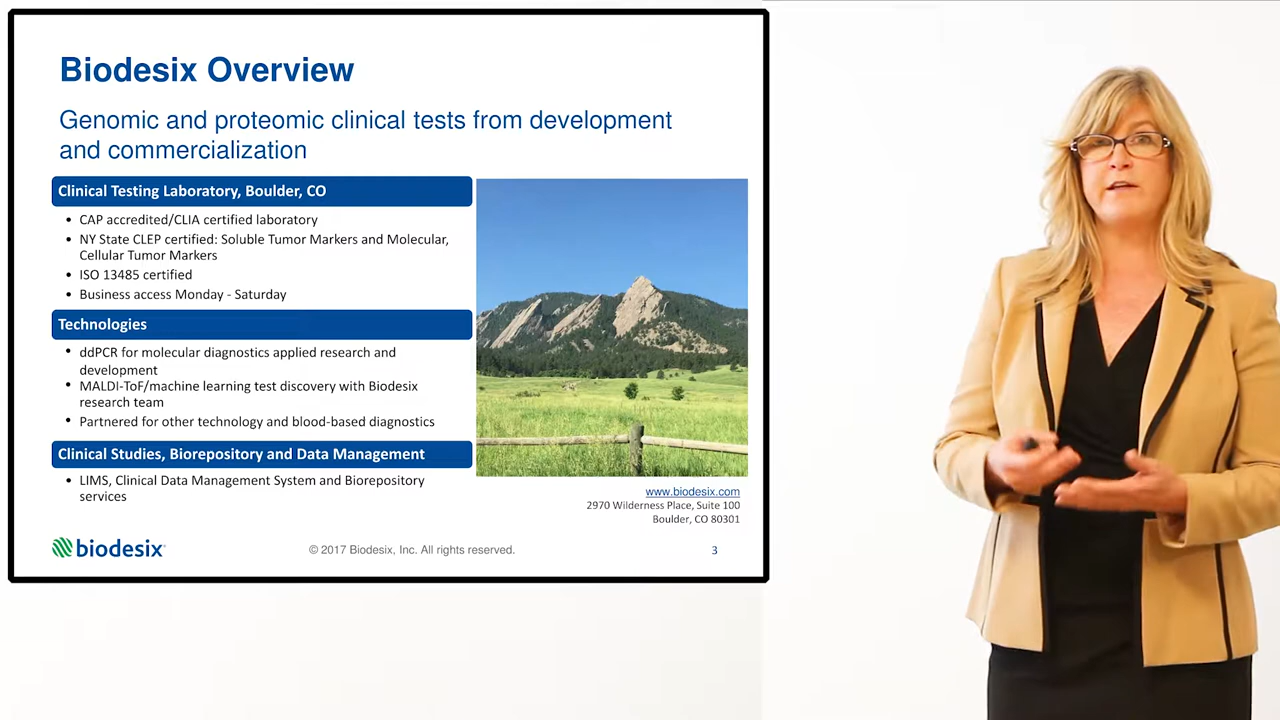 Biodesix Overview
Genomic and proteomic clinical tests from development
and commercialization
Clinical Testing Laboratory, Boulder, CO
• CAP accredited/CLIA certified laboratory
• NY State CLEP certified: Soluble Tumor Markers and Molecular,
Cellular Tumor Markers
• ISO 13485 certified
• Business access Monday - Saturday
Technologies
• ddPCR for molecular diagnostics applied research and
development
• MALDI-ToF/machine learning test discovery with Biodesix
research team
• Partnered for other technology and blood-based diagnostics
Clinical Studies, Biorepository and Data Management
• LIMS, Clinical Data Management System and Biorepository
services
www.biodesix.com
2970 Wilderness Place, Suite 100
Boulder, CO 80301
biodesix
© 2017 Biodesix, Inc. All rights reserved.
3